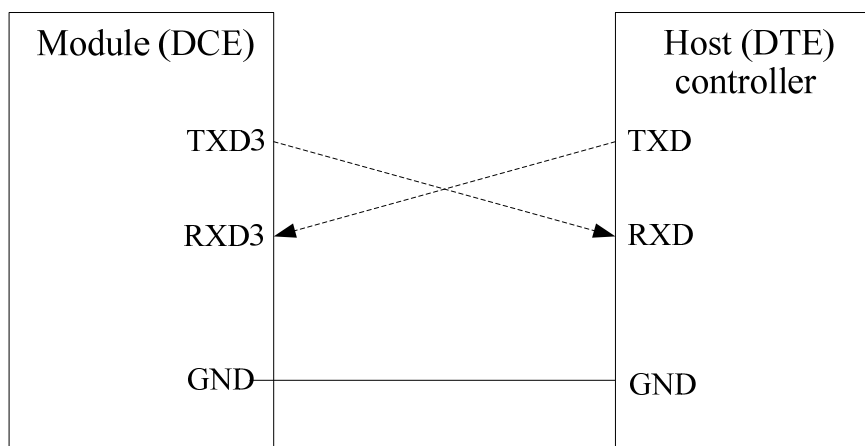 Module (DCE)
TXD3
RXD3
GND
Host (DTE)
controller
TXD
RXD
GND